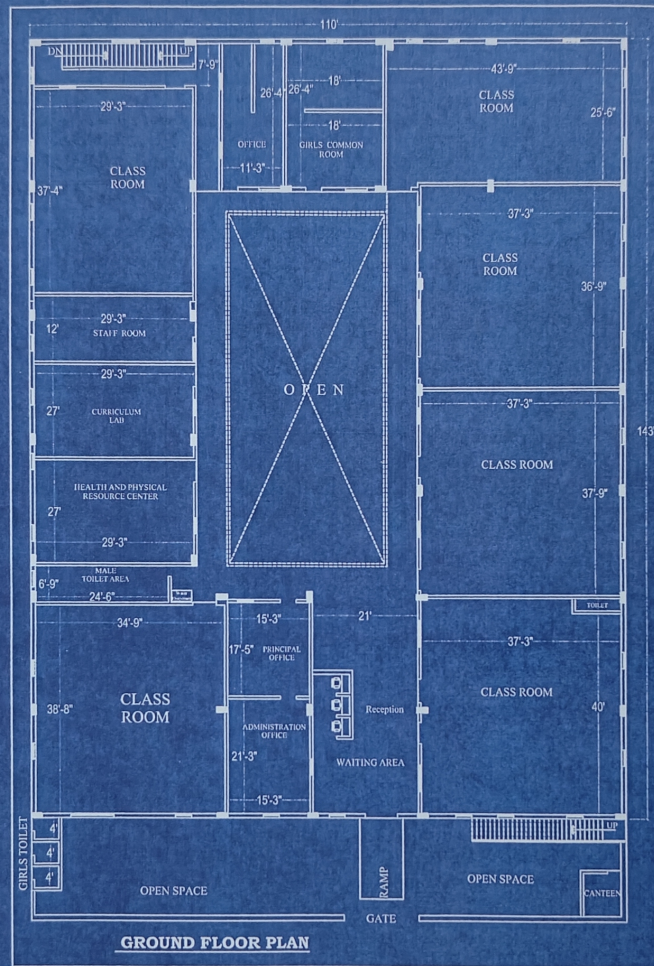 110'
DN
UP
7'-9"
29'-3"
CLASS
ROOM
37'-4"
26'-4"
OFFICE
11'-3"
26'-4"
18'
18'
GIRLS COMMON
ROOM
43'-9"
CLASS
ROOM
25'-6"
37'-3"
CLASS
ROOM
36'-9"
29'-3"
12'
STAFF ROOM
29'-3"
27'
CURRICULUM
LAB
OPEN
37'-3"
CLASS ROOM
37'-9"
143'
HEALTH AND PHYSICAL
RESOURCE CENTER
27'
29'-3"
MALE
TOILET AREA
6'-9"
24'-6"
34'-9"
CLASS
ROOM
38'-8"
15'-3"
17'-5"
PRINCIPAL
OFFICE
ADMINISTRATION
OFFICE
21'-3"
15'-3"
21'
Reception
WAITING AREA
TOILET
37'-3"
CLASS ROOM
40'
UP
GIRLS TOILET
4'
4'
4'
OPEN SPACE
RAMP
OPEN SPACE
CANTEEN
GATE
GROUND FLOOR PLAN